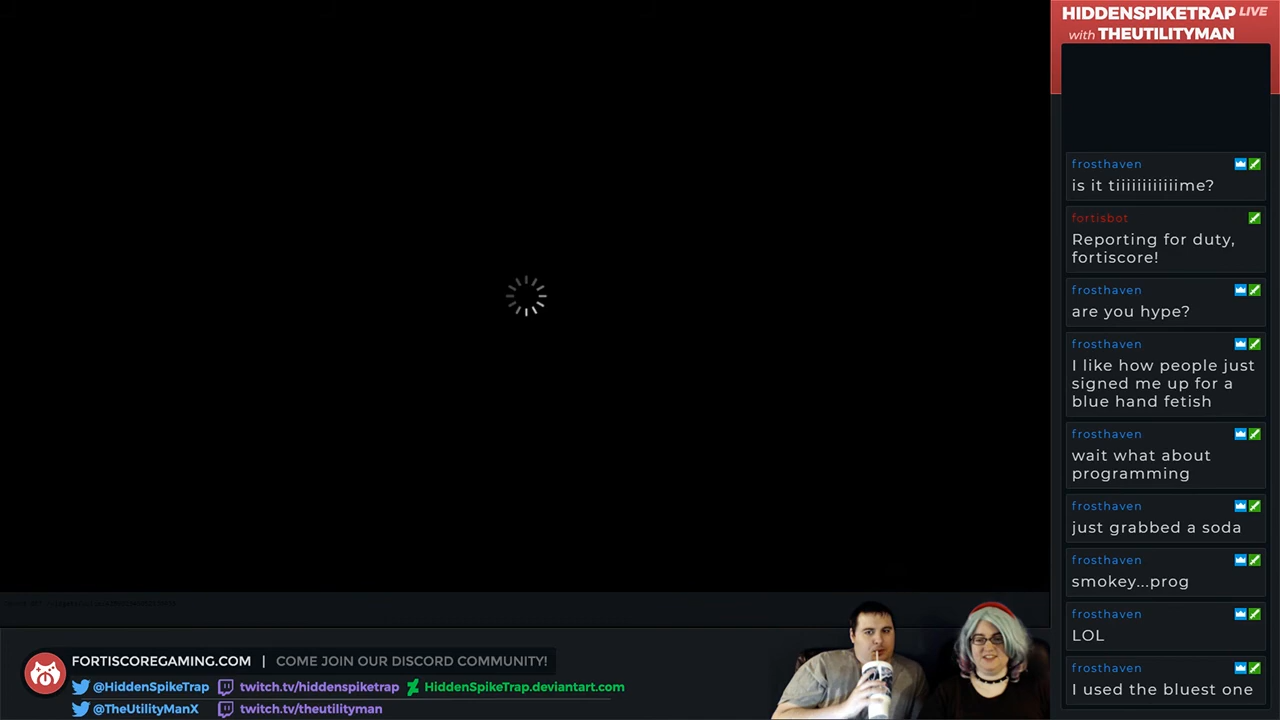 HIDDENSPIKETRAP LIVE
with THEUTILITYMAN
frosthaven
is it tiiiiiiiiiiiime?
fortisbot
Reporting for duty,
fortiscore!
frosthaven
are you hype?
frosthaven
I like how people just
signed me up for a
blue hand fetish
frosthaven
wait what about
programming
frosthaven
just grabbed a soda
frosthaven
smokey...prog
frosthaven
LOL
frosthaven
I used the bluest one
FORTISCOREGAMING.COM | COME JOIN OUR DISCORD COMMUNITY!
@HiddenSpikeTrap twitch.tv/hiddenspiketrap HiddenSpikeTrap.deviantart.com
@TheUtilityManX twitch.tv/theutilityman